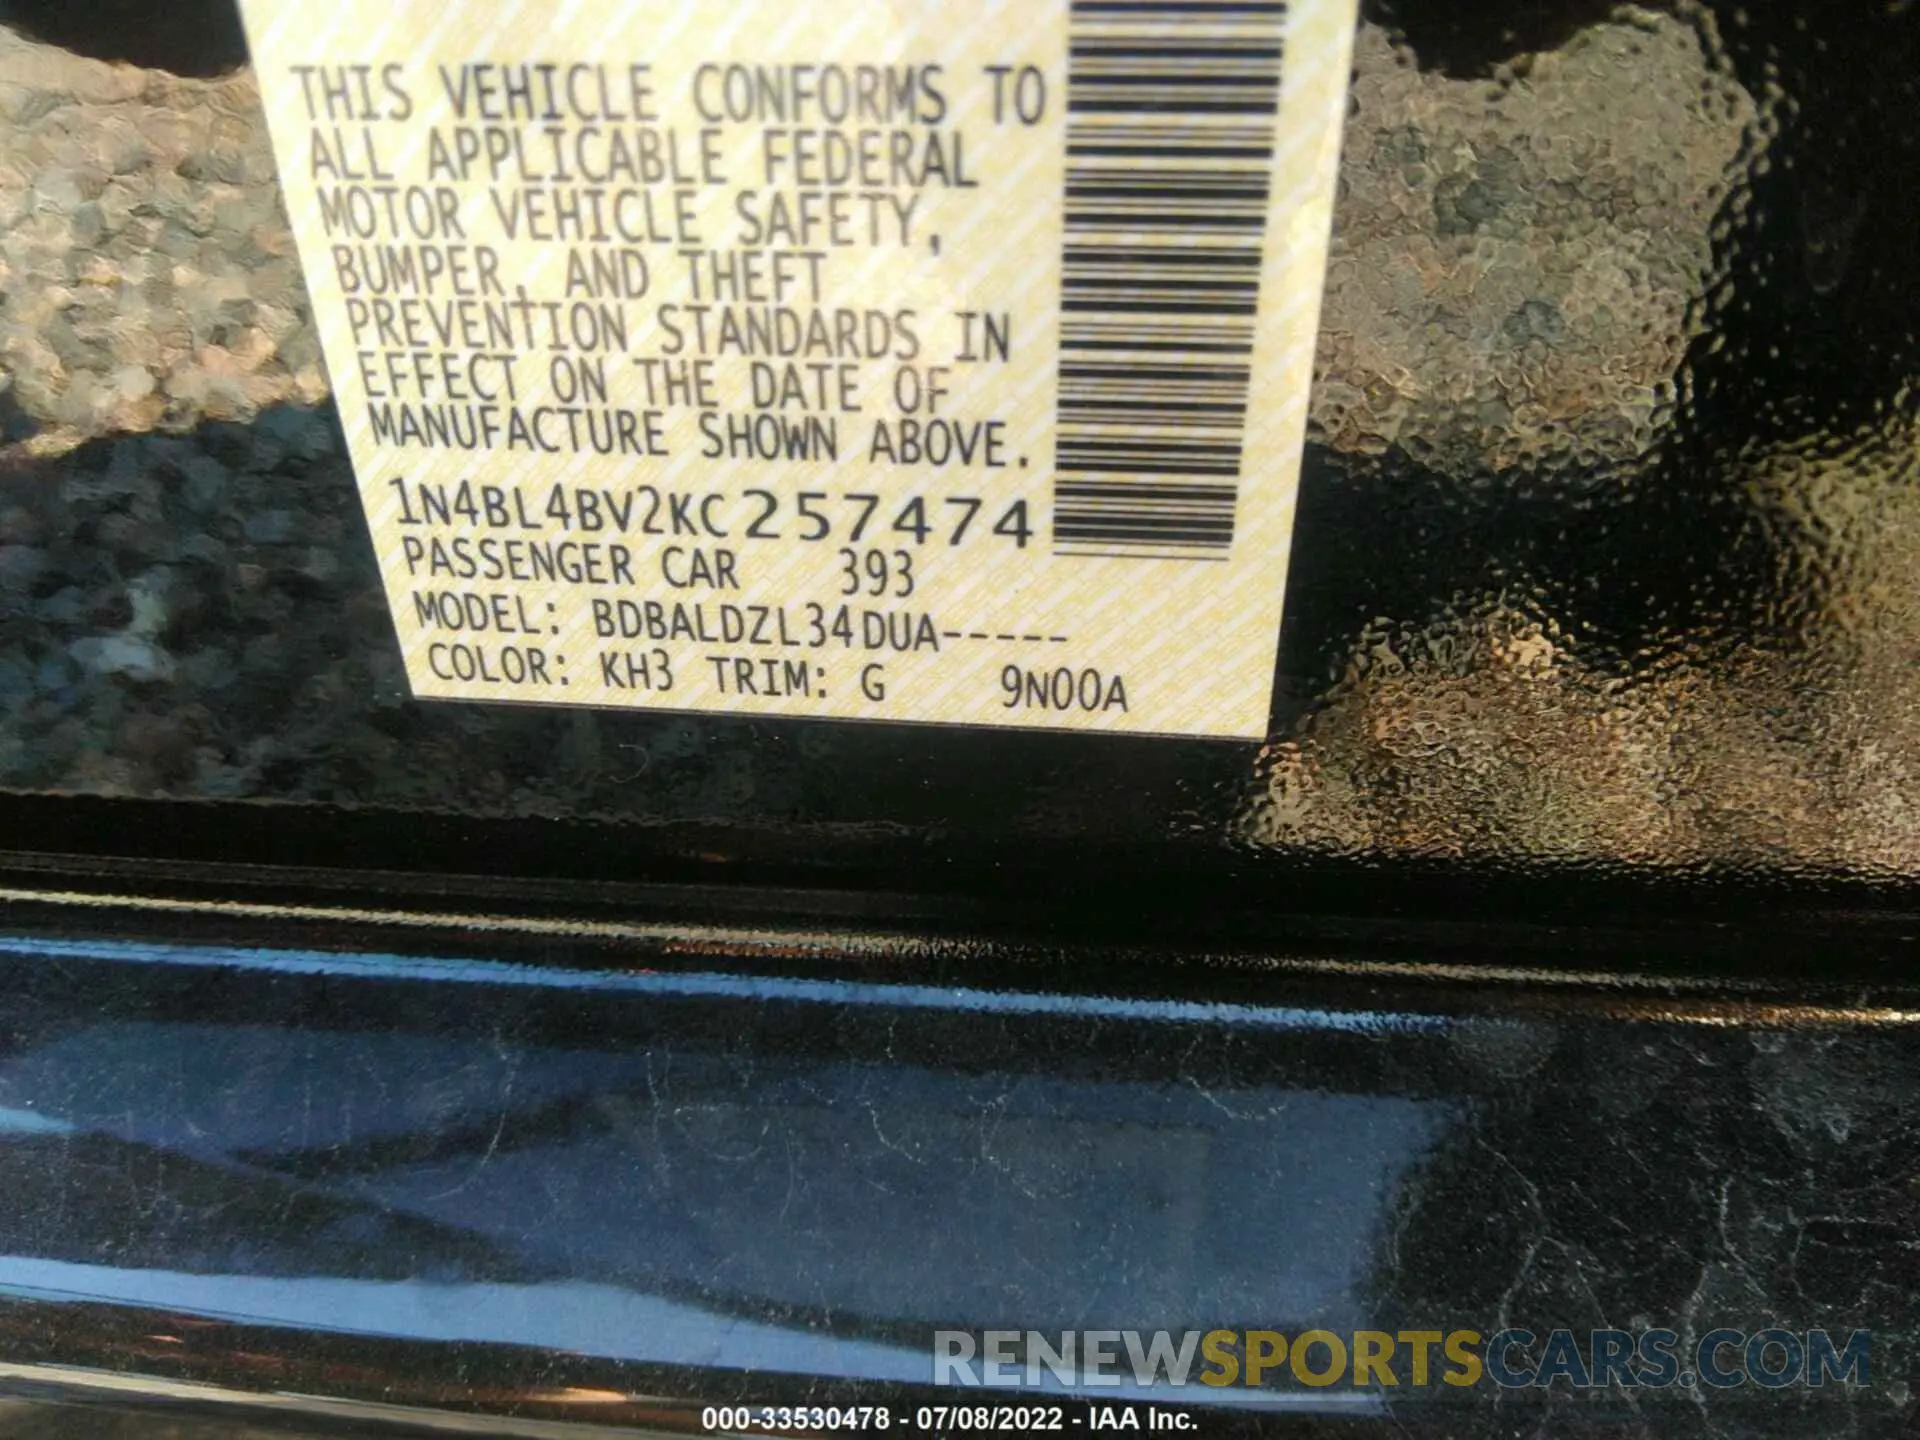 THIS VEHICLE CONFORMS TO
ALL APPLICABLE FEDERAL
MOTOR VEHICLE SAFETY,
BUMPER, AND THEFT
PREVENTION STANDARDS IN
EFFECT ON THE DATE OF
MANUFACTURE SHOWN ABOVE.
1N4BL4BV2KC257474
PASSENGER CAR 393
MODEL: BDBALDZL34DUA-----
COLOR: KH3 TRIM: G 9N00A
RENEWSPORTSCARS.COM
000-33530478 - 07/08/2022 - IAA Inc.